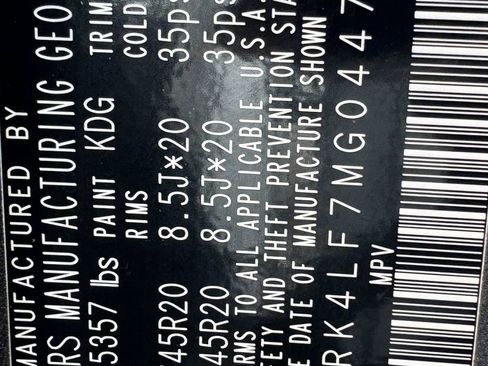 MANUFACTURED BY
RS MANUFACTURING GEO
5357 lbs PAINT KDG TRIM
RIMS COLD
45R20 8.5J*20 35ps
45R20 8.5J*20 35ps
RMS TO ALL APPLICABLE U.S.A.
ETY AND THEFT PREVENTION STA
E DATE OF MANUFACTURE SHOWN
RK4LF7MG0447
MPV